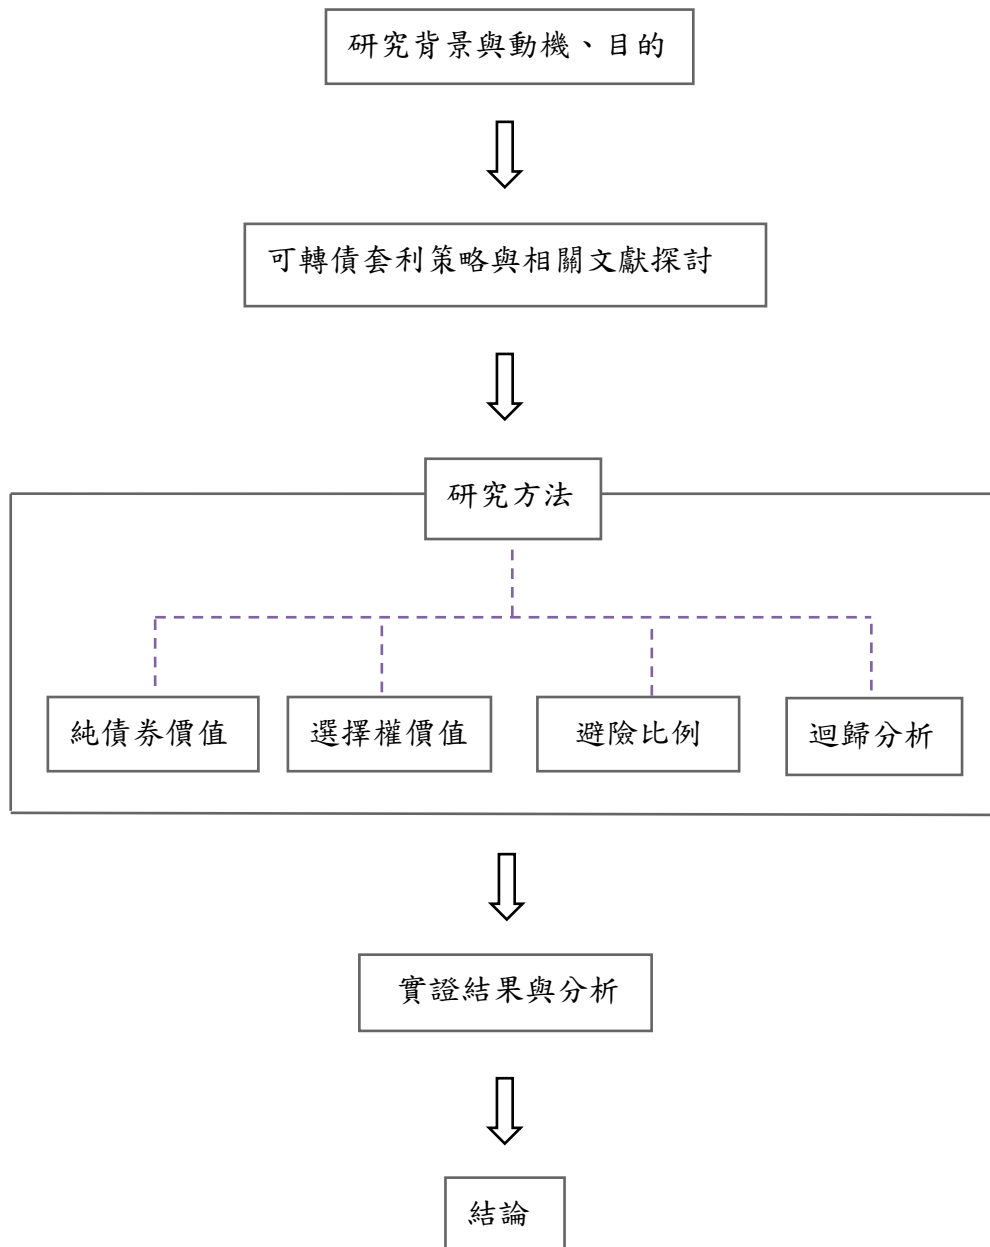 研究背景與動機、目的
可轉債套利策略與相關文獻探討
研究方法
純債券價值
選擇權價值
避險比例
迴歸分析
實證結果與分析
結論